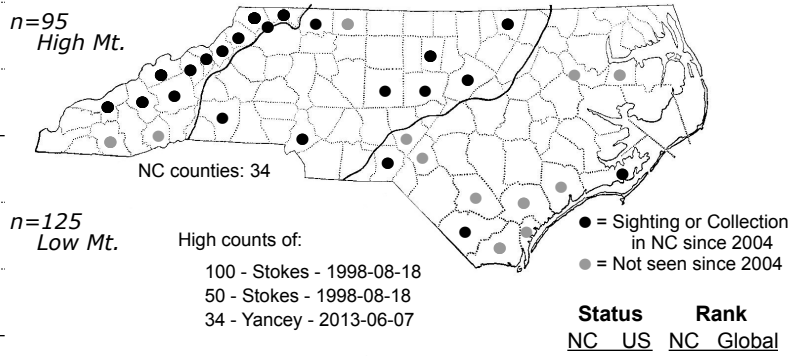 n=95
High Mt.
NC counties: 34
n=125
Low Mt.
High counts of:
100 - Stokes - 1998-08-18
50 - Stokes - 1998-08-18
34 - Yancey - 2013-06-07
= Sighting or Collection
in NC since 2004
= Not seen since 2004
Status Rank
NC US NC Global